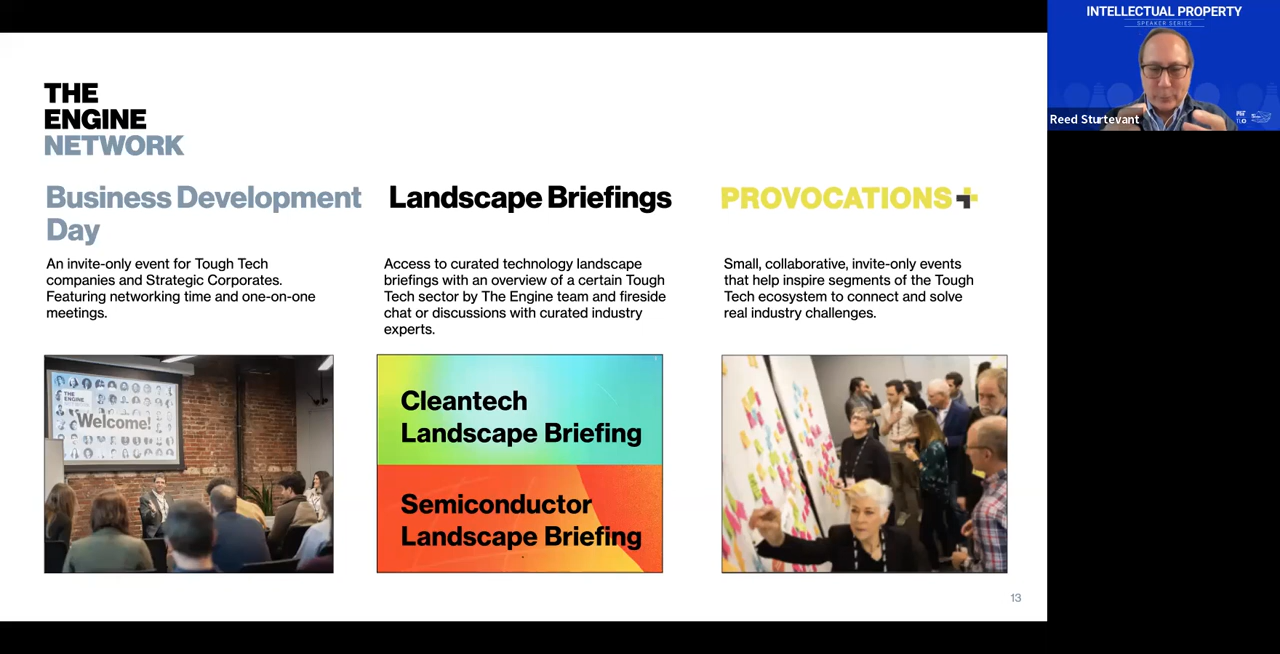 INTELLECTUAL PROPERTY
SPEAKER SERIES
Reed Sturtevant
MIT
TLO
THE
ENGINE
NETWORK
Business Development
Day
An invite-only event for Tough Tech
companies and Strategic Corporates.
Featuring networking time and one-on-one
meetings.
THE
ENGINE
Welcome!
Landscape Briefings
Access to curated technology landscape
briefings with an overview of a certain Tough
Tech sector by The Engine team and fireside
chat or discussions with curated industry
experts.
Cleantech
Landscape Briefing
Semiconductor
Landscape Briefing
PROVOCATIONS+
Small, collaborative, invite-only events
that help inspire segments of the Tough
Tech ecosystem to connect and solve
real industry challenges.
13